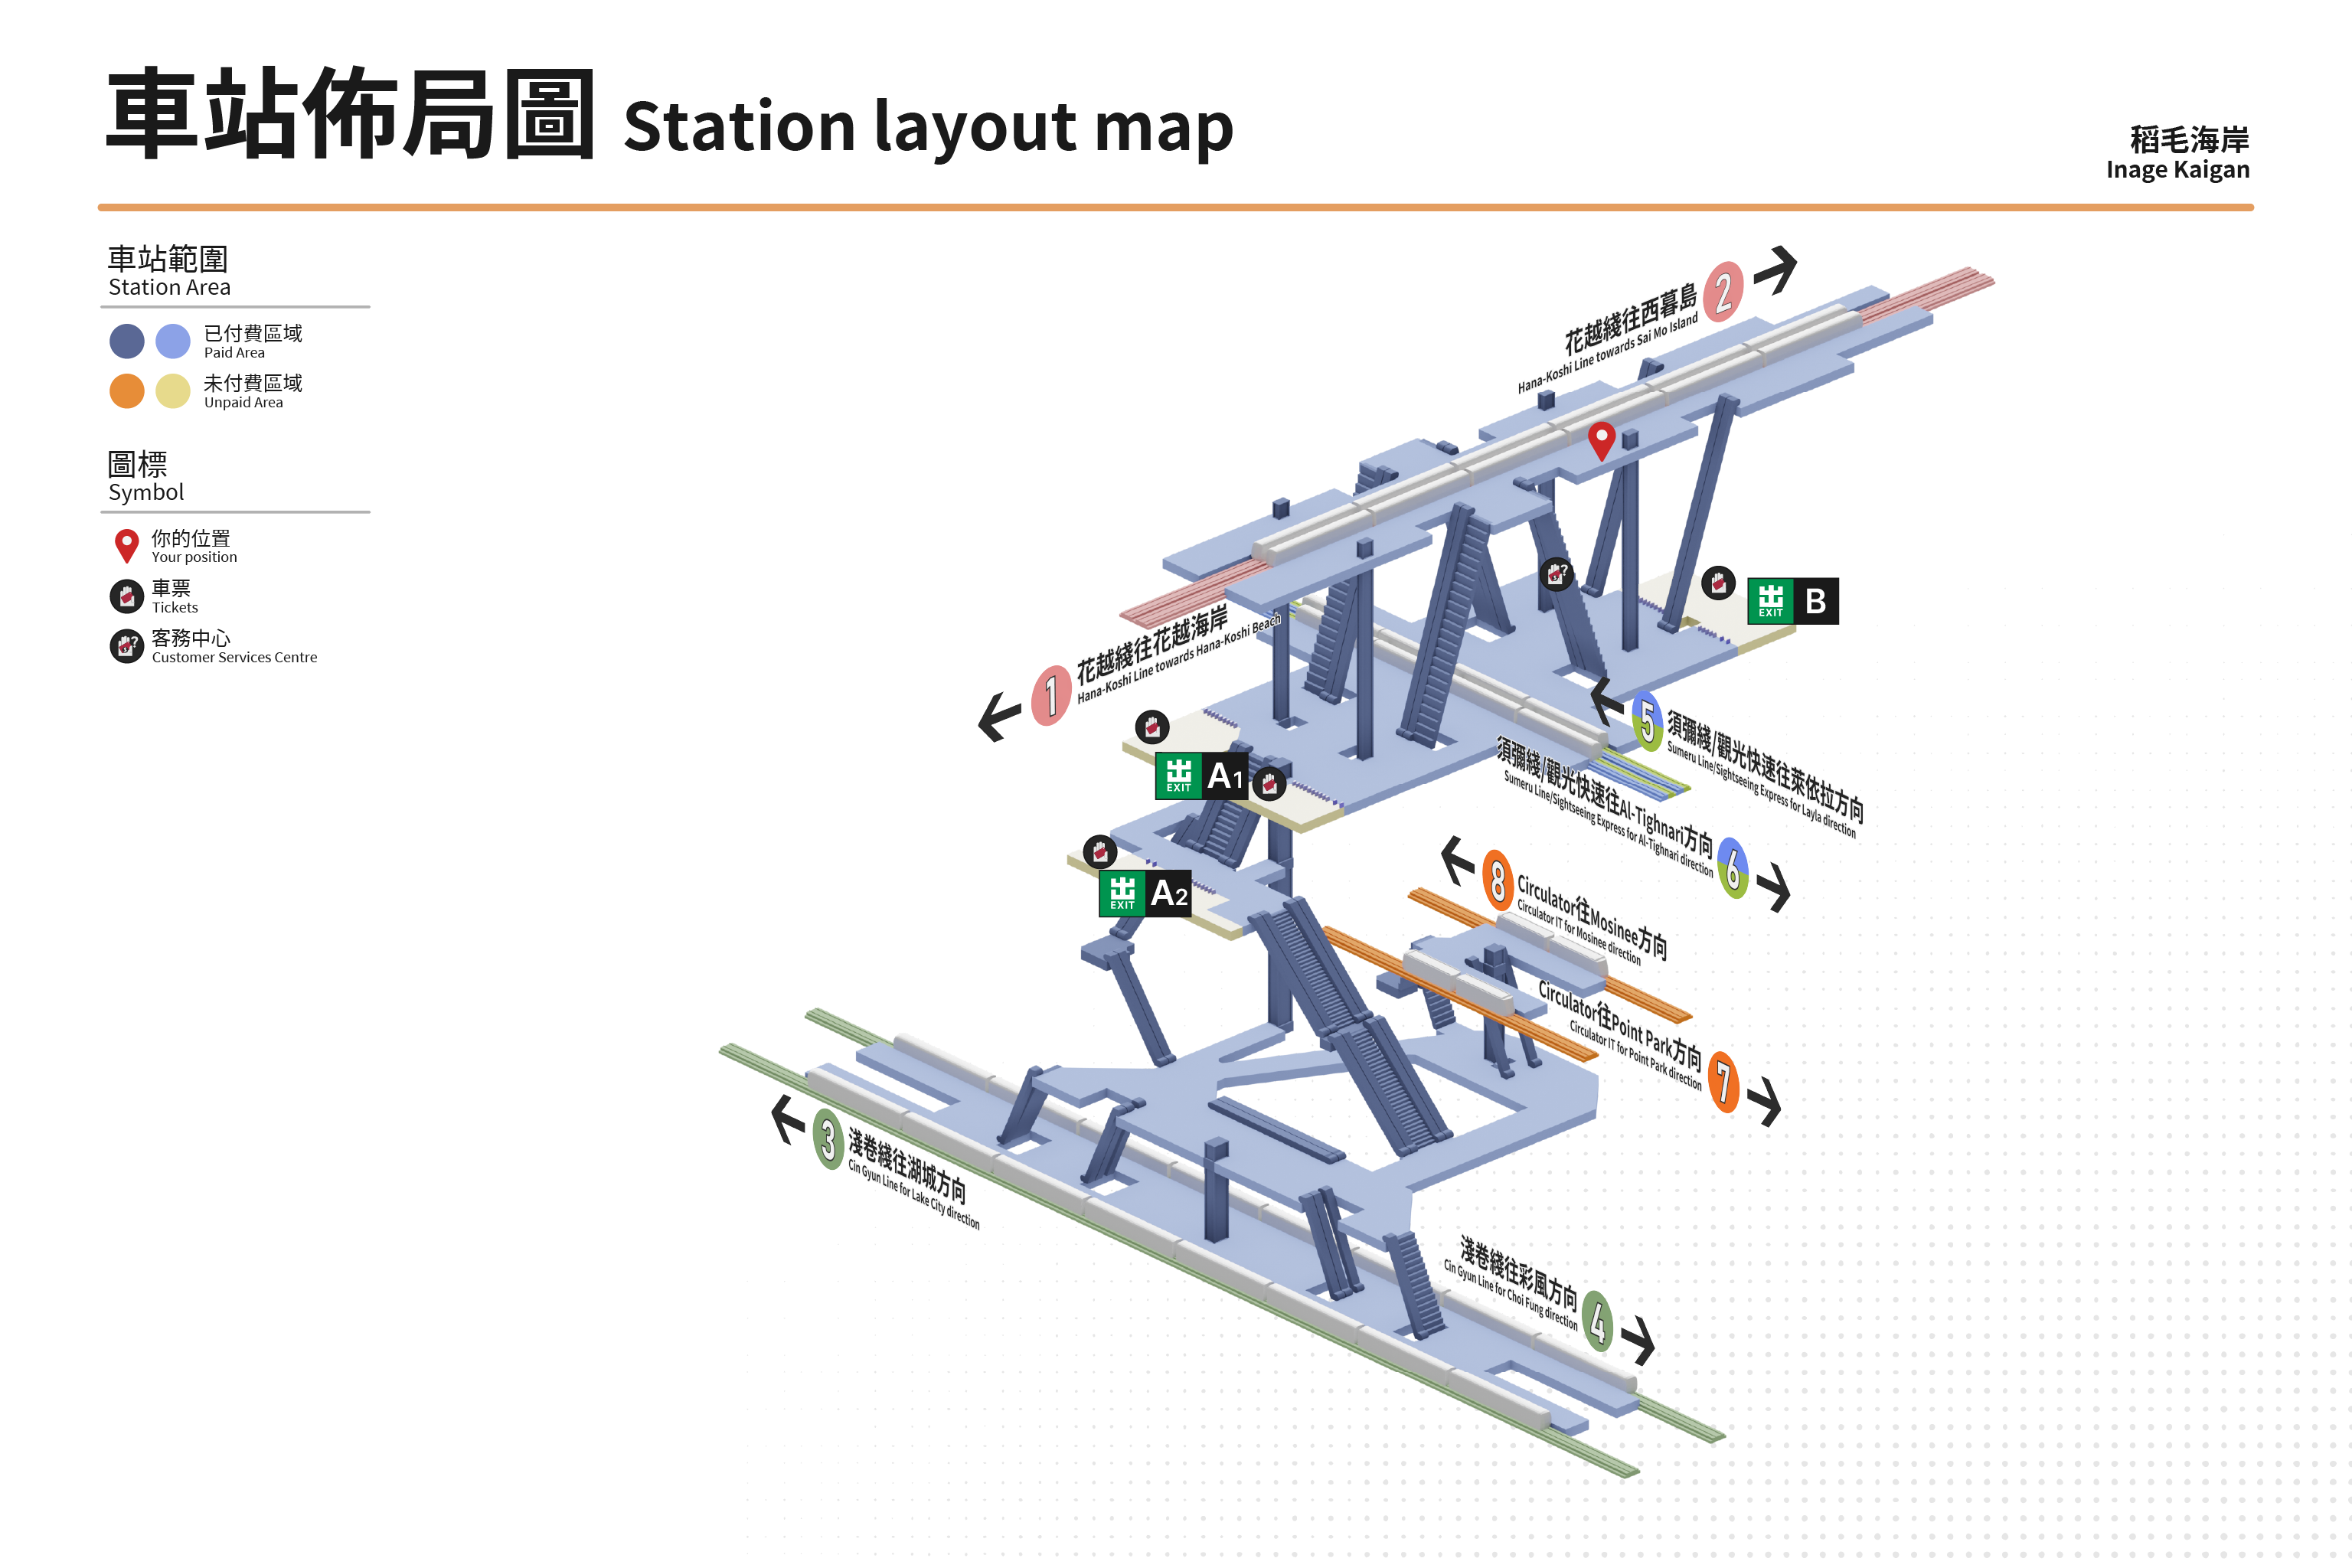 車站佈局圖 Station layout map
稻毛海岸
Inage Kaigan
車站範圍
Station Area
已付費區域
Paid Area
未付費區域
Unpaid Area
圖標
Symbol
你的位置
Your position
車票
Tickets
?
客務中心
Customer Services Centre
花越綫往西暮島
Hana-Koshi Line towards Sai Mo Island
2
?
出 EXIT B
1
花越綫往花越海岸
Hana-Koshi Line towards Hana-Koshi Beach
出 EXIT A1
出 EXIT A2
5
須彌綫/觀光快速往萊依拉方向
Sumeru Line/Sightseeing Express for Layla direction
須彌綫/觀光快速往Al-Tighnari方向
Sumeru Line/Sightseeing Express for Al-Tighnari direction
6
8
Circulator往Mosinee方向
Circulator IT for Mosinee direction
Circulator往Point Park方向
Circulator IT for Point Park direction
7
3
淺卷綫往湖城方向
Cin Gyun Line for Lake City direction
淺卷綫往彩風方向
Cin Gyun Line for Choi Fung direction
4